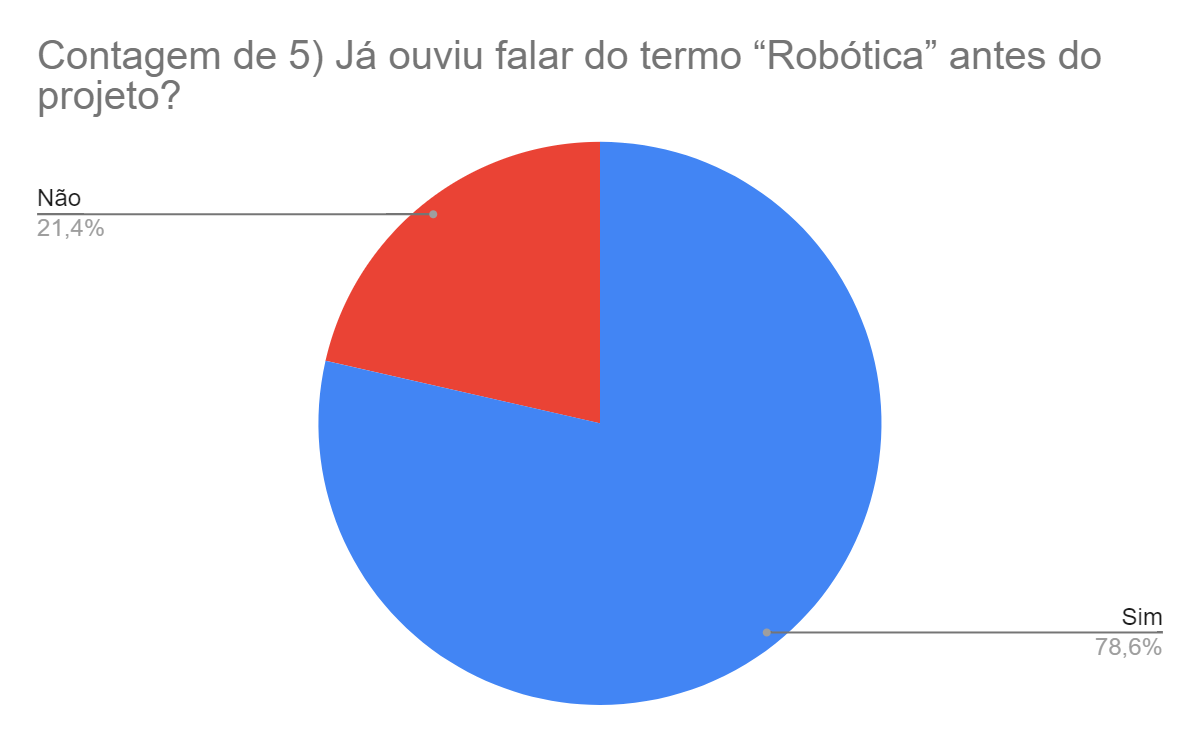 Contagem de 5) Já ouviu falar do termo “Robótica” antes do
projeto?
Não
21,4%
Sim
78,6%